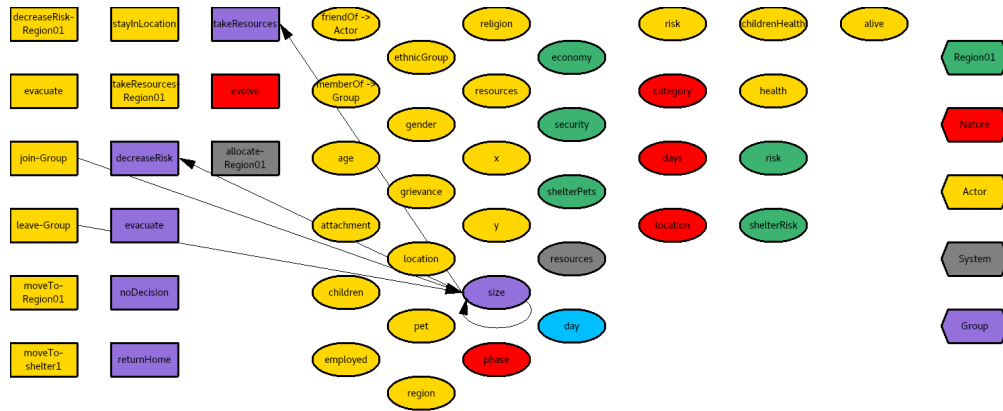 decreaseRisk-
Region01
stayInLocation
takeResources
friendOf ->
Actor
religion
risk
childrenHealth
alive
ethnicGroup
economy
Region01
evacuate
takeResources-
Region01
evolve
memberOf ->
Group
resources
category
health
gender
security
Nature
join-Group
decreaseRisk
allocate-
Region01
age
x
days
risk
grievance
shelterPets
Actor
leave-Group
evacuate
attachment
y
location
shelterRisk
location
resources
System
moveTo-
Region01
noDecision
children
size
pet
day
Group
moveTo-
shelter1
returnHome
employed
phase
region